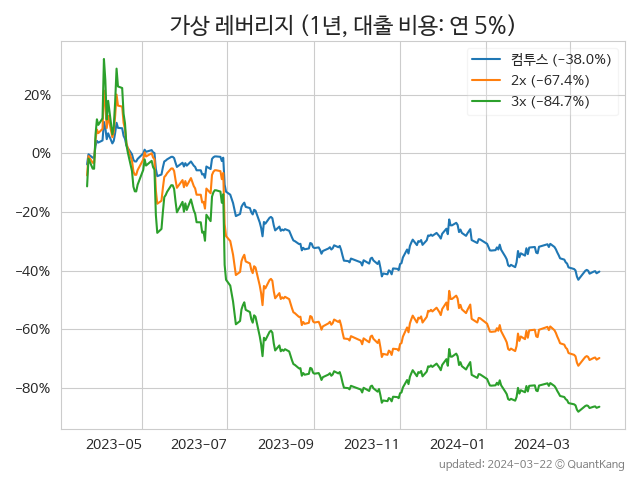 가상 레버리지 (1년, 대출 비용: 연 5%)
컴투스 (−38.0%)
2x (−67.4%)
3x (−84.7%)
20%
0%
−20%
−40%
−60%
−80%
2023-05 2023-07 2023-09 2023-11 2024-01 2024-03
updated: 2024-03-22 © QuantKang